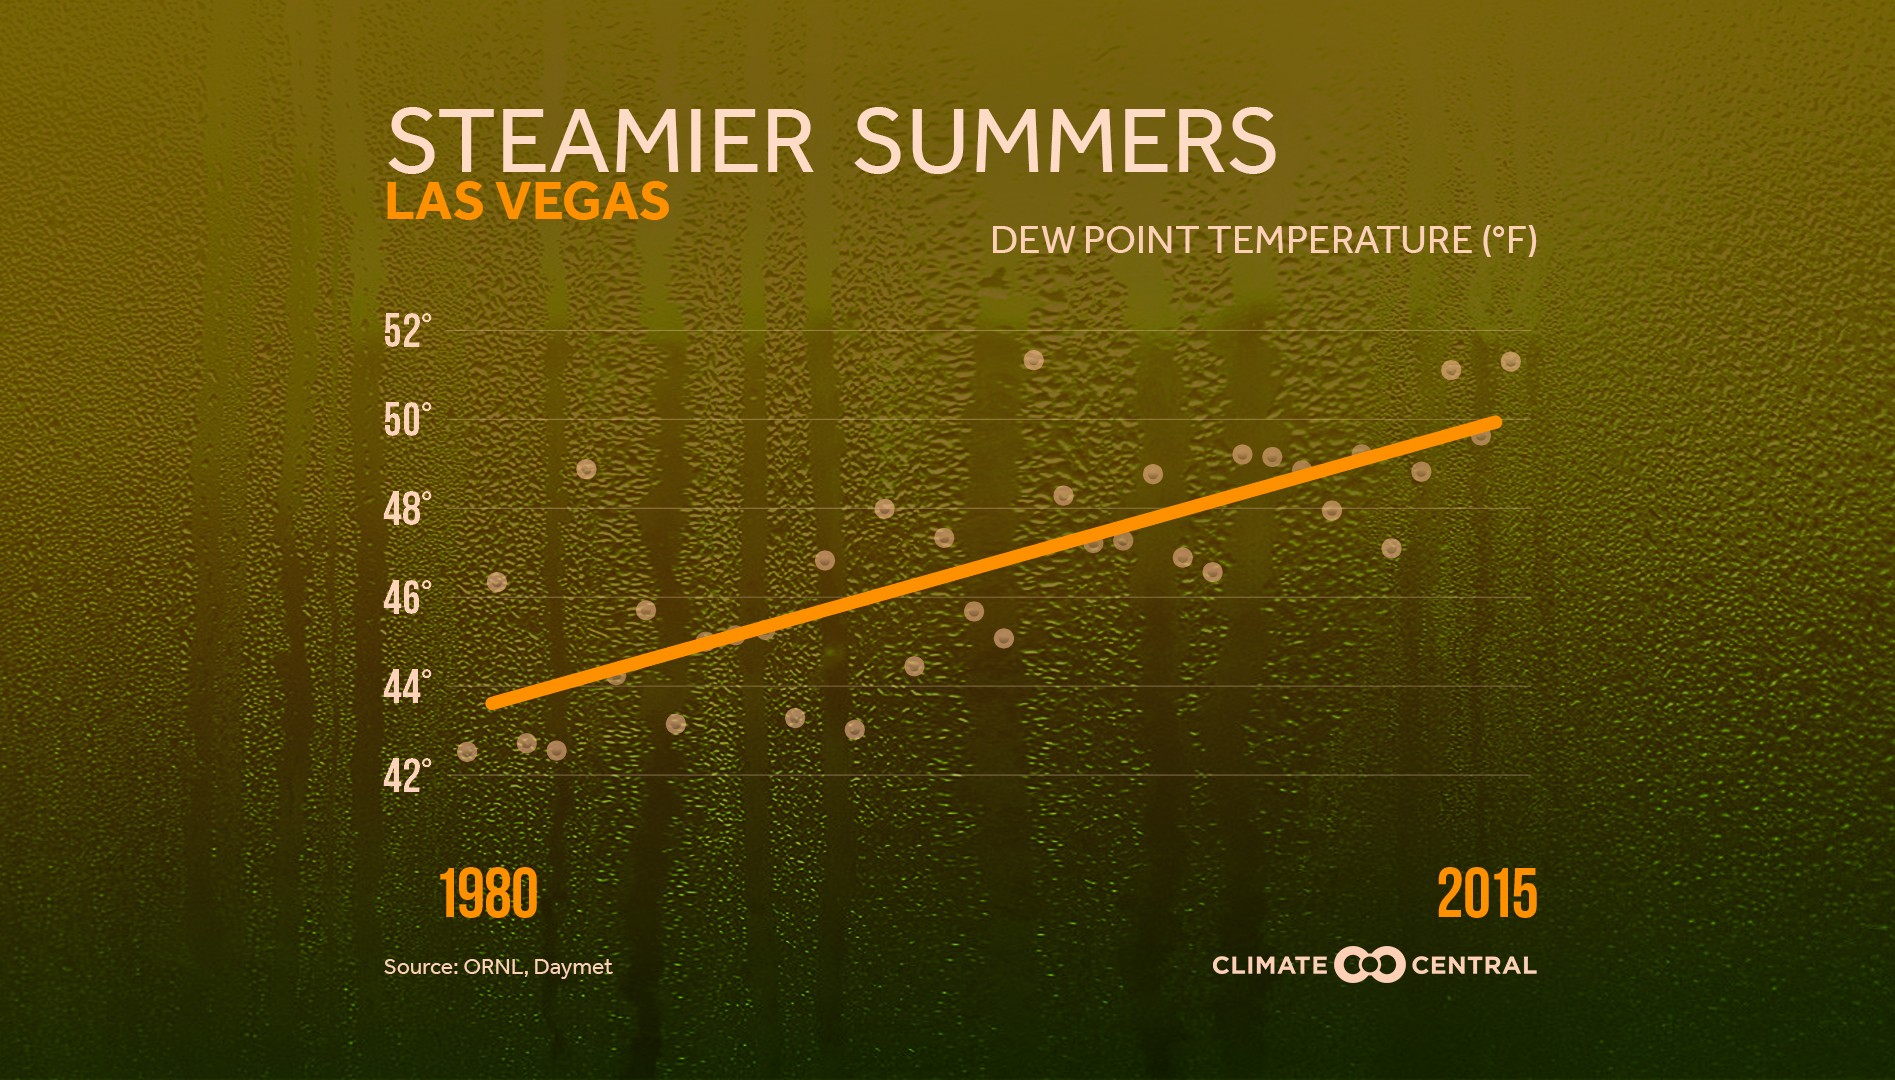 STEAMIER SUMMERS
LAS VEGAS
DEW POINT TEMPERATURE (°F)
52°
50°
48°
46°
44°
42°
1980
2015
Source: ORNL, Daymet
CLIMATE CENTRAL